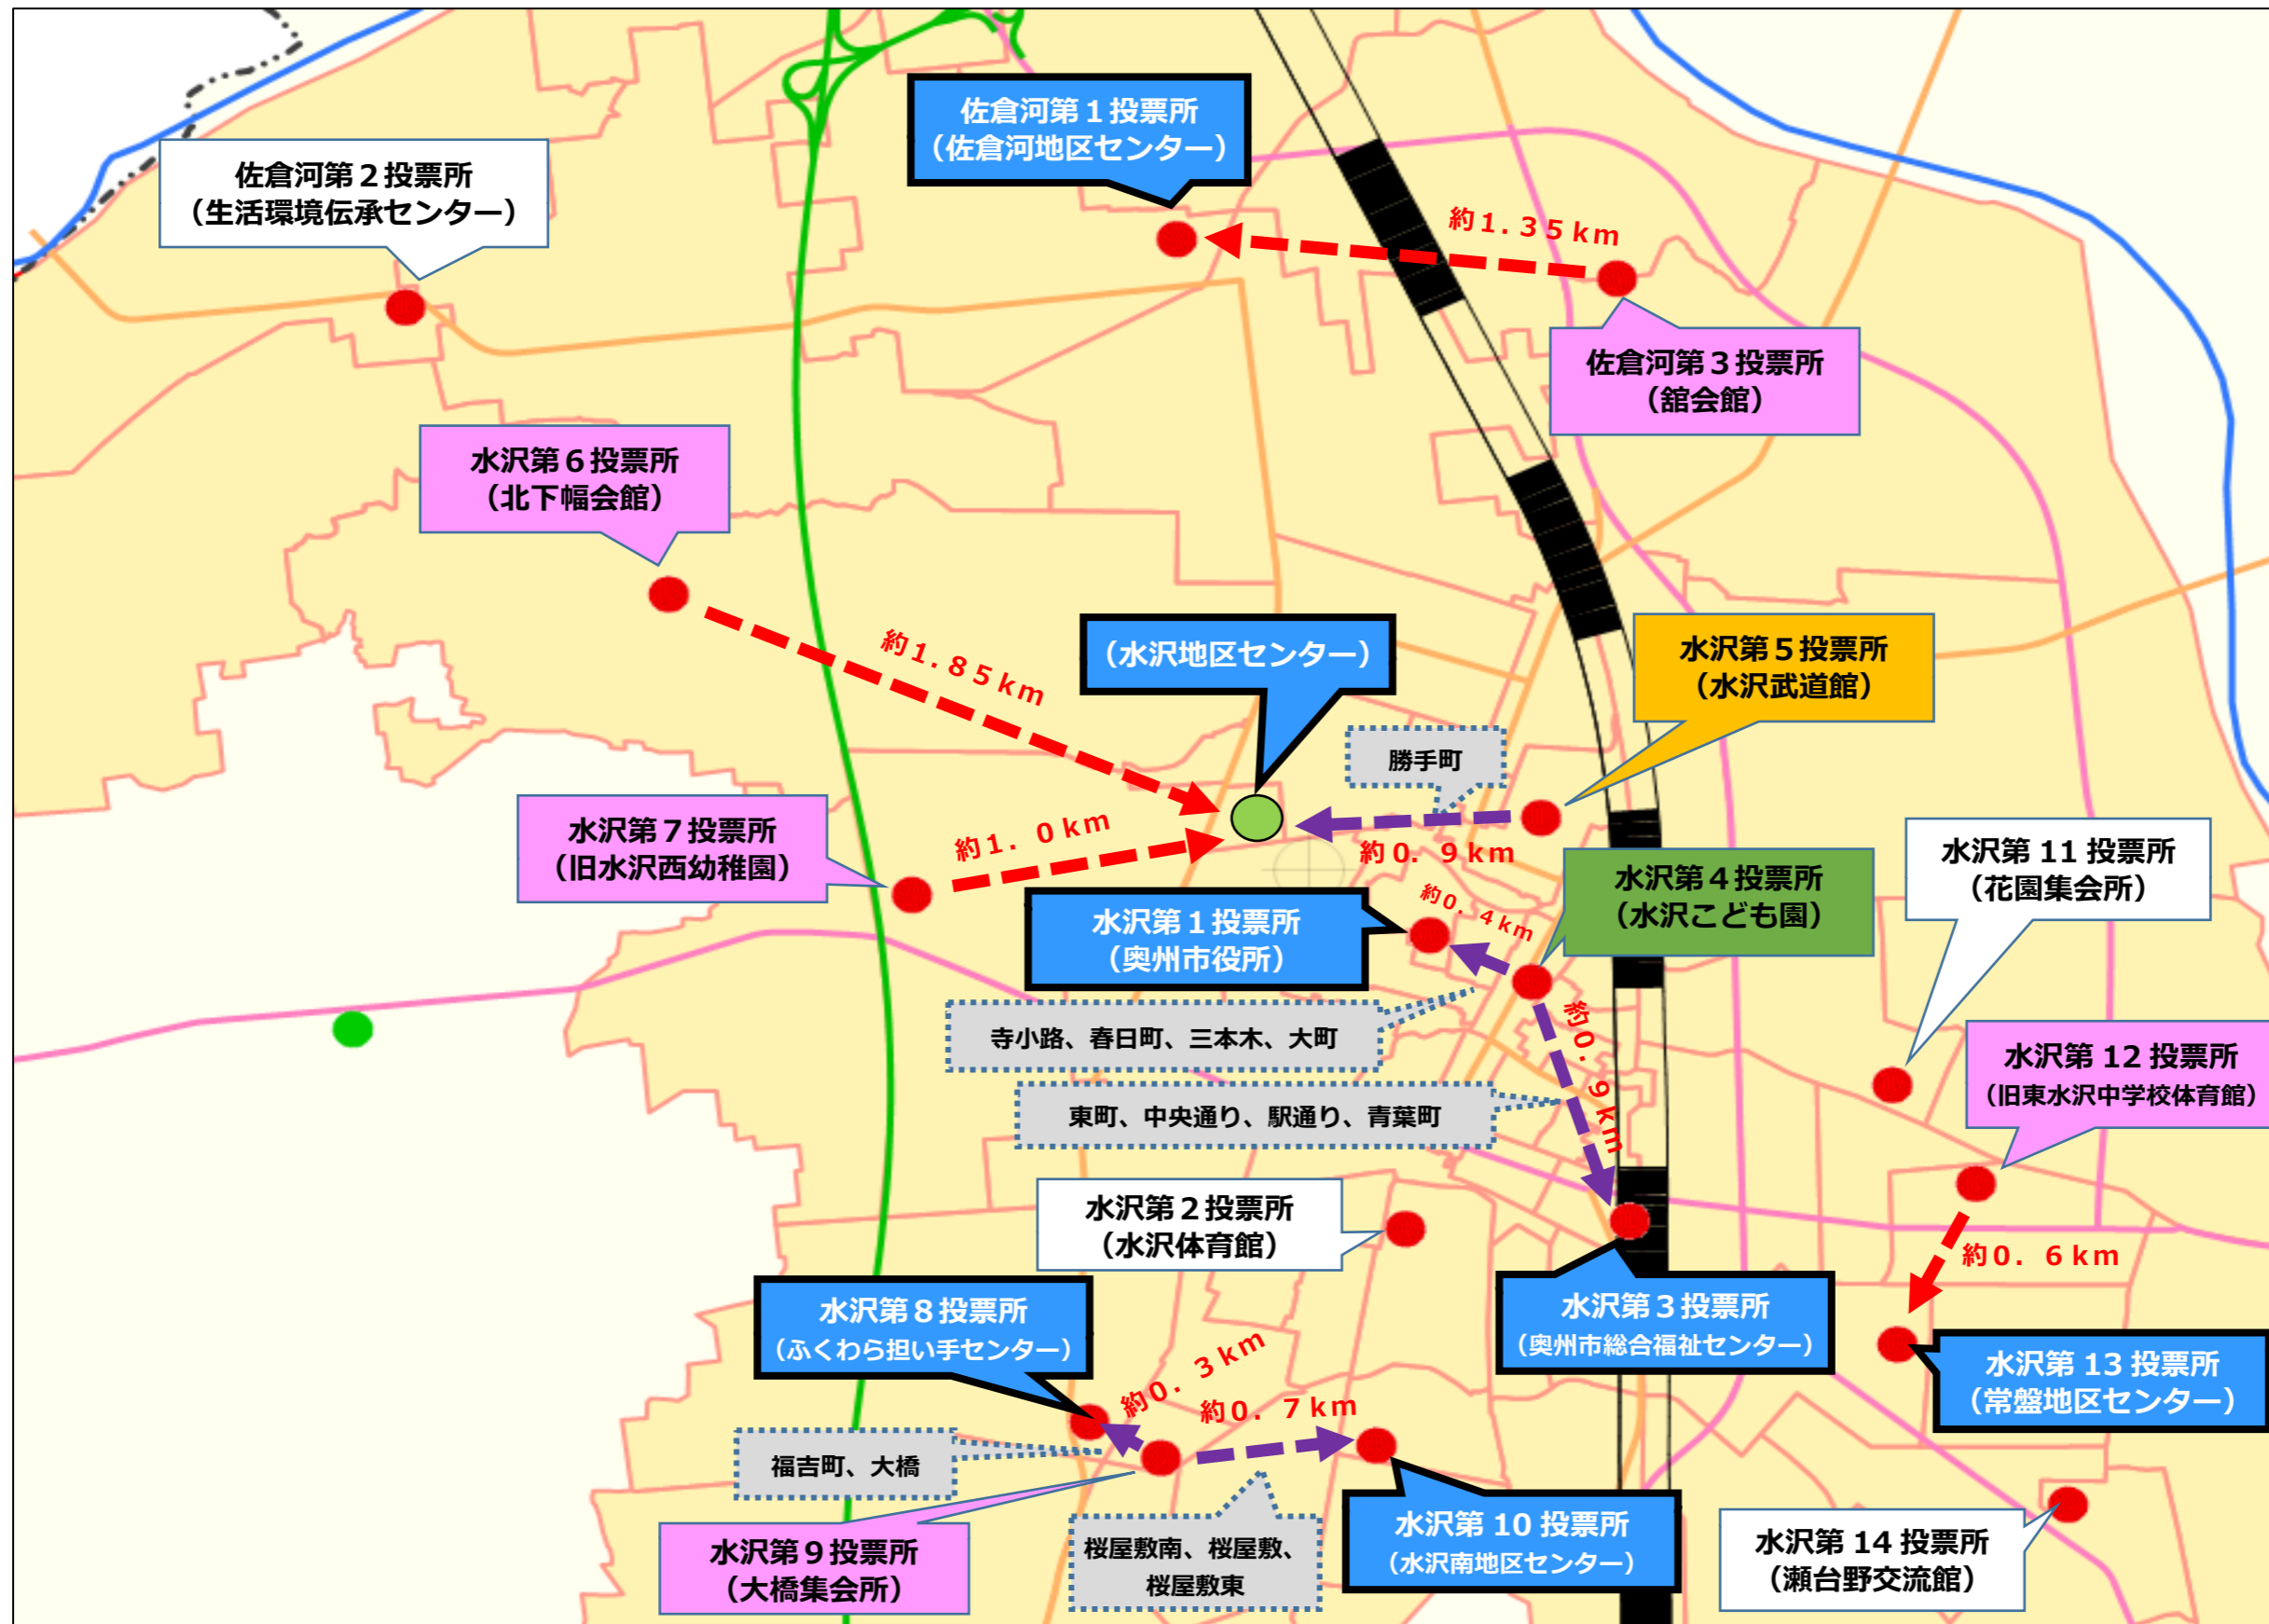 佐倉河第１投票所
（佐倉河地区センター）
佐倉河第２投票所
（生活環境伝承センター）
約１．３５ｋｍ
佐倉河第３投票所
（舘会館）
水沢第６投票所
（北下幅会館）
約１．８５ｋｍ
（水沢地区センター）
水沢第５投票所
（水沢武道館）
勝手町
水沢第７投票所
（旧水沢西幼稚園）
約１．０ｋｍ
約０．９ｋｍ
水沢第４投票所
（水沢こども園）
水沢第 11 投票所
（花園集会所）
水沢第１投票所
（奥州市役所）
約０．４ｋｍ
寺小路、春日町、三本木、大町
約０．９ｋｍ
水沢第 12 投票所
（旧東水沢中学校体育館）
東町、中央通り、駅通り、青葉町
水沢第２投票所
（水沢体育館）
約０．６ｋｍ
水沢第８投票所
（ふくわら担い手センター）
水沢第３投票所
（奥州市総合福祉センター）
約０．３ｋｍ
約０．７ｋｍ
水沢第 13 投票所
（常盤地区センター）
福吉町、大橋
水沢第９投票所
（大橋集会所）
桜屋敷南、桜屋敷、
桜屋敷東
水沢第 10 投票所
（水沢南地区センター）
水沢第 14 投票所
（瀬台野交流館）